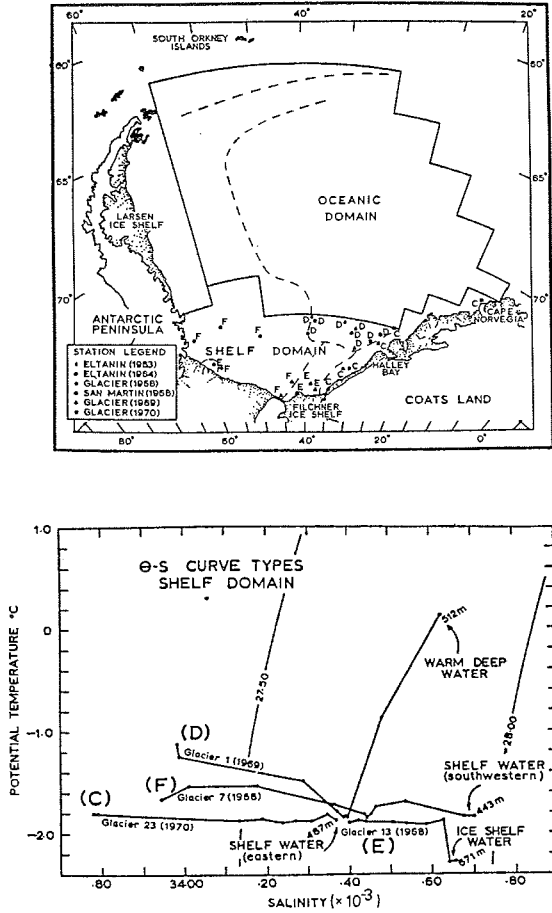 60° 20°
SOUTH ORKNEY
ISLANDS
60° 60°
65° 65°
LARSEN
ICE SHELF
OCEANIC
DOMAIN
70° 70°
ANTARCTIC
PENINSULA
SHELF DOMAIN
CAPE
NORVEGIA
HALLEY
BAY
STATION LEGEND
ELTANIN (1963)
ELTANIN (1964)
GLACIER (1968)
SAN MARTIN (1968)
GLACIER (1969)
GLACIER (1970)
FILCHNER
ICE SHELF
COATS LAND
80° 60° 40° 20° 0°
θ-S CURVE TYPES
SHELF DOMAIN
POTENTIAL TEMPERATURE °C
1.0
0
-1.0
-2.0
27.50
28.00
512m
WARM DEEP
WATER
(D)
Glacier 1 (1969)
(F)
Glacier 7 (1968)
(C)
Glacier 23 (1970)
SHELF WATER
(southwestern)
443m
487m
Glacier 13 (1968)
(E)
SHELF WATER
(eastern)
ICE SHELF
WATER
671m
.80 34.00 .20 .40 .60 .80
SALINITY (×10⁻³)